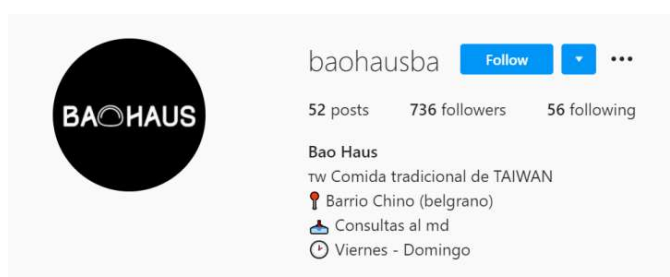 BAOHAUS
baohausba Follow
52 posts 736 followers 56 following
Bao Haus
TW Comida tradicional de TAIWAN
Barrio Chino (belgrano)
Consultas al md
Viernes - Domingo